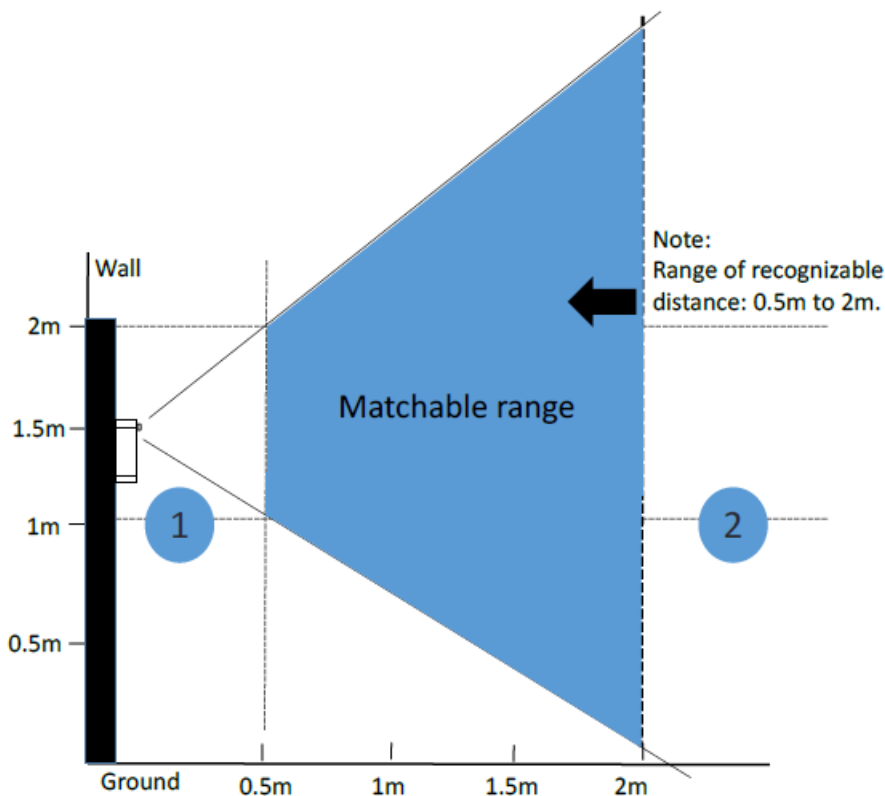 Wall
Note:
Range of recognizable
distance: 0.5m to 2m.
2m
Matchable range
1.5m
1
1m
2
0.5m
Ground
0.5m
1m
1.5m
2m